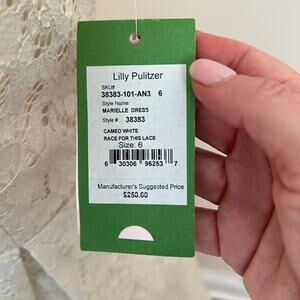 Lilly Pulitzer
SKU#
38383-101-AN3 6
Style Name:
MARIELLE DRESS
Style # 38383
CAMEO WHITE
RACE FOR THIS LACE
Size: 6
6 30306 96253 7
Manufacturer's Suggested Price
$258.00